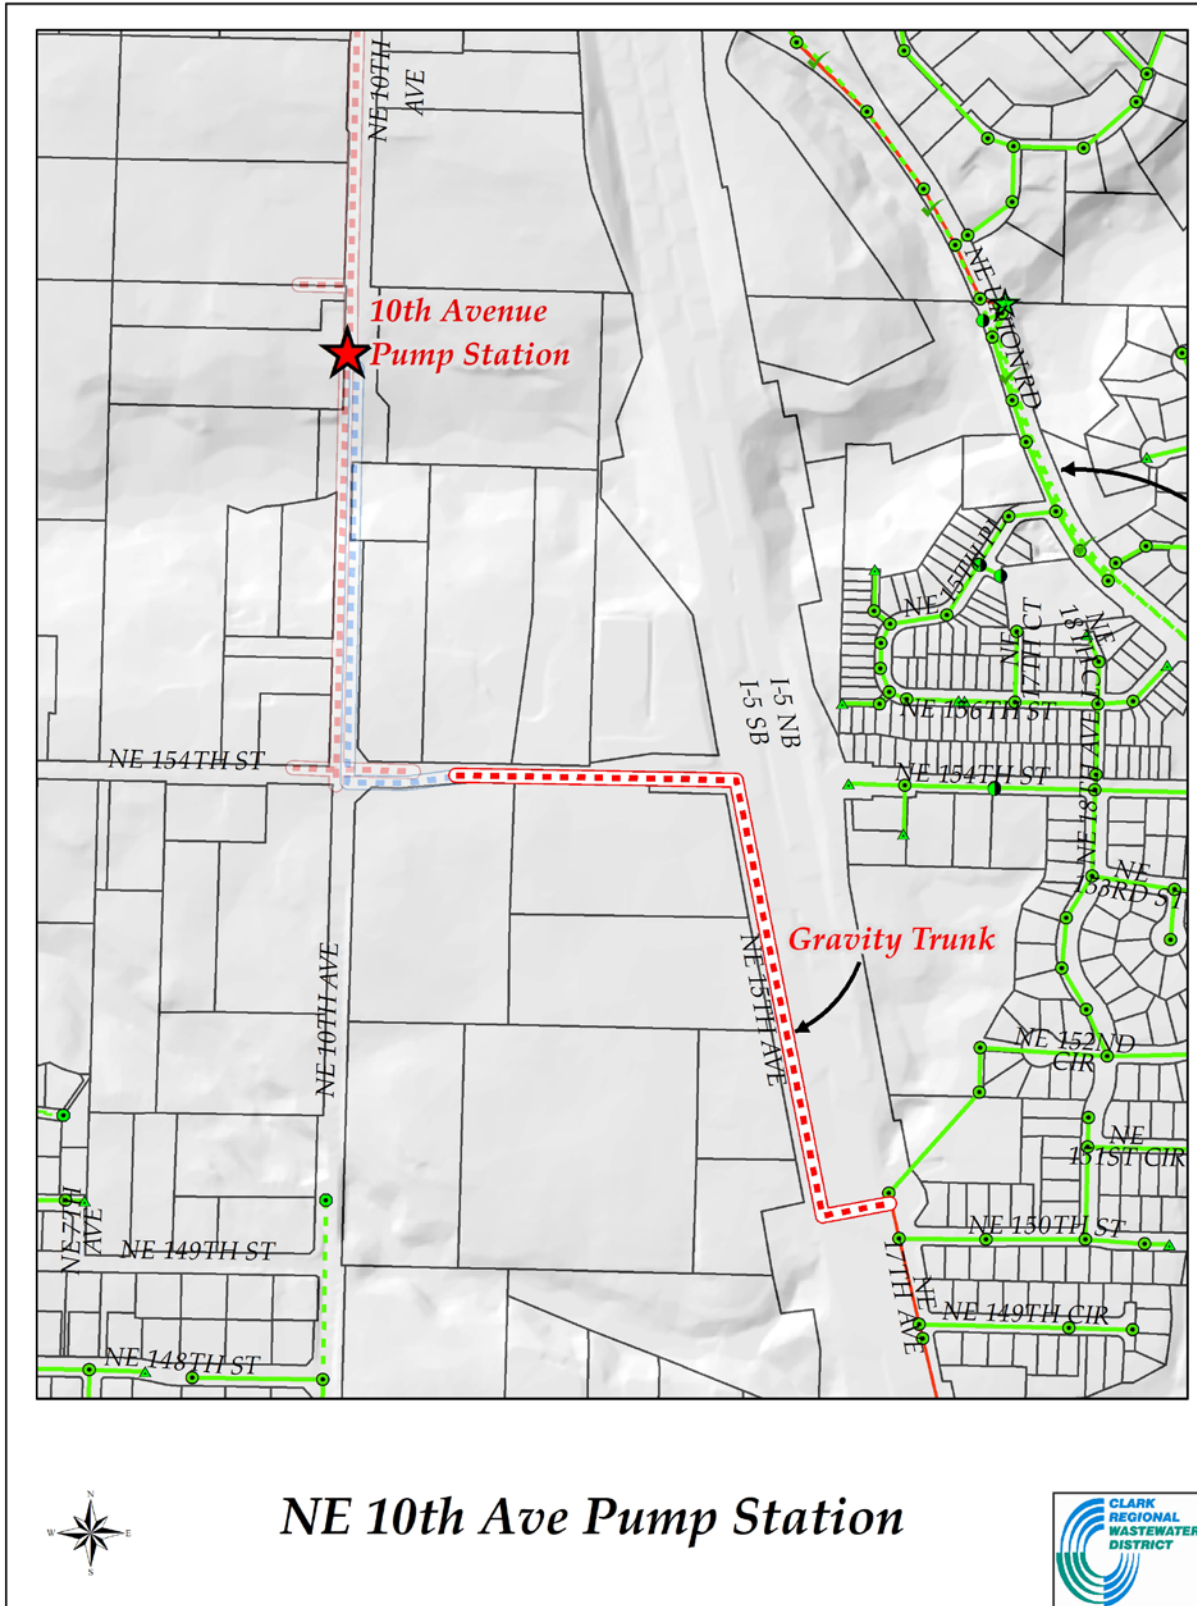 NE 10TH
AVE
10th Avenue
Pump Station
NE UNION RD
NE 15TH PL
NE
17TH CT
NE
18TH CT
NE 156TH ST
I-5 NB
I-5 SB
NE 154TH ST
NE 154TH ST
NE 18TH AVE
NE
153RD ST
Gravity Trunk
NE 15TH AVE
NE 10TH AVE
NE 152ND
CIR
NE
151ST CIR
NE 7TH
AVE
NE 149TH ST
NE 150TH ST
NE
17TH AVE
NE 149TH CIR
NE 148TH ST
N
W
E
S
NE 10th Ave Pump Station
CLARK
REGIONAL
WASTEWATER
DISTRICT